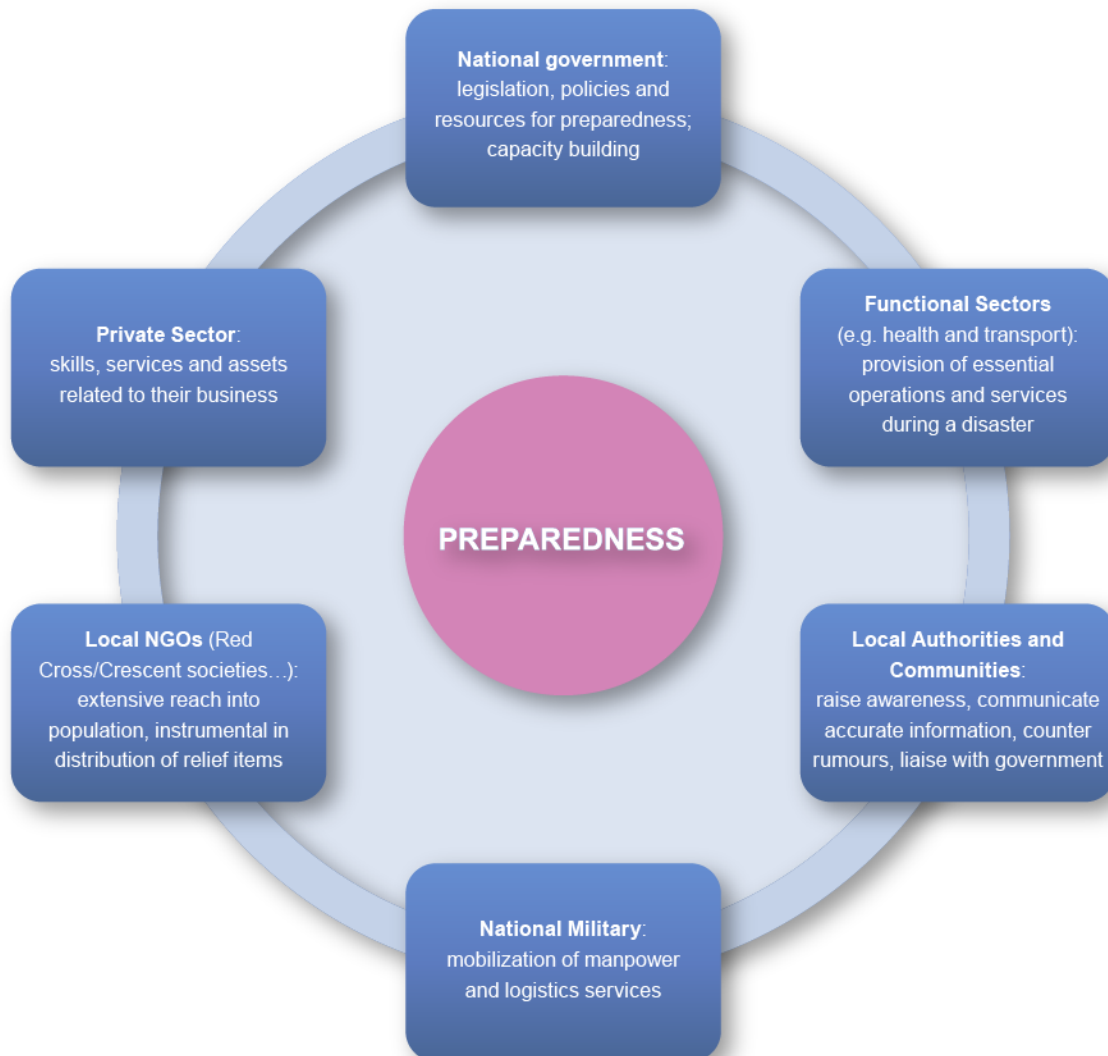 National government:
legislation, policies and
resources for preparedness;
capacity building
Functional Sectors
(e.g. health and transport):
provision of essential
operations and services
during a disaster
Local Authorities and
Communities:
raise awareness, communicate
accurate information, counter
rumours, liaise with government
National Military:
mobilization of manpower
and logistics services
Local NGOs (Red
Cross/Crescent societies…):
extensive reach into
population, instrumental in
distribution of relief items
Private Sector:
skills, services and assets
related to their business
PREPAREDNESS